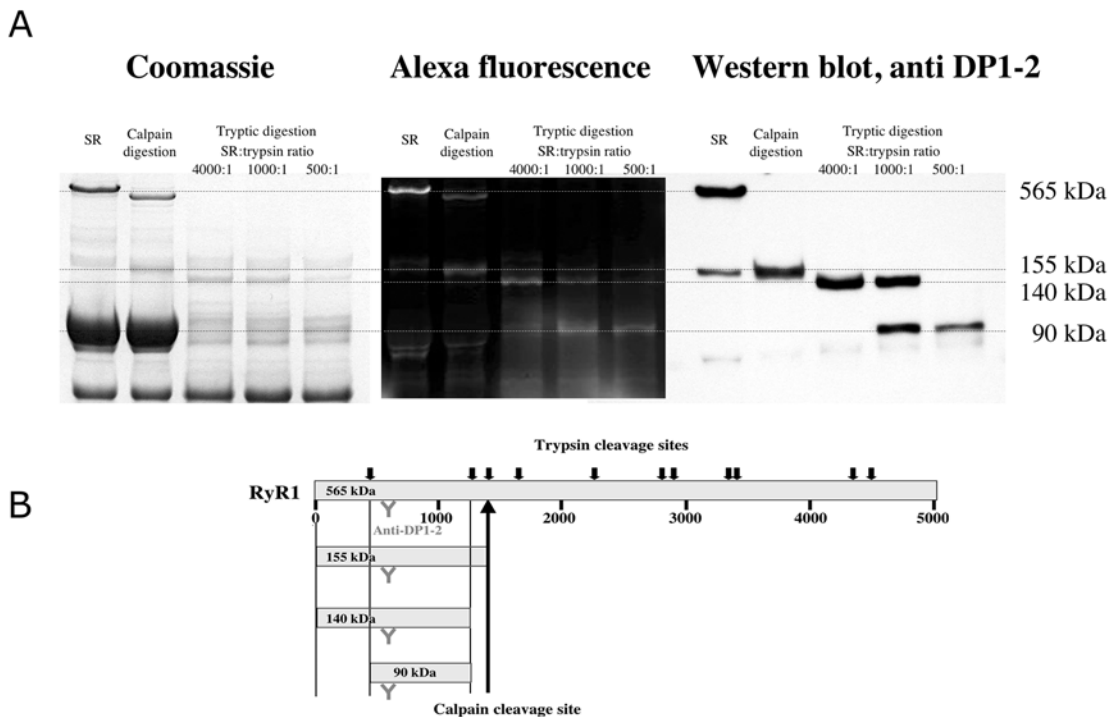 A
Coomassie
Alexa fluorescence
Western blot, anti DP1-2
SR
Calpain
digestion
Tryptic digestion
SR:trypsin ratio
4000:1 1000:1 500:1
SR
Calpain
digestion
Tryptic digestion
SR:trypsin ratio
4000:1 1000:1 500:1
SR
Calpain
digestion
Tryptic digestion
SR:trypsin ratio
4000:1 1000:1 500:1
565 kDa
155 kDa
140 kDa
90 kDa
B
Trypsin cleavage sites
RyR1
565 kDa
0 1000 2000 3000 4000 5000
Anti-DP1-2
155 kDa
140 kDa
90 kDa
Calpain cleavage site